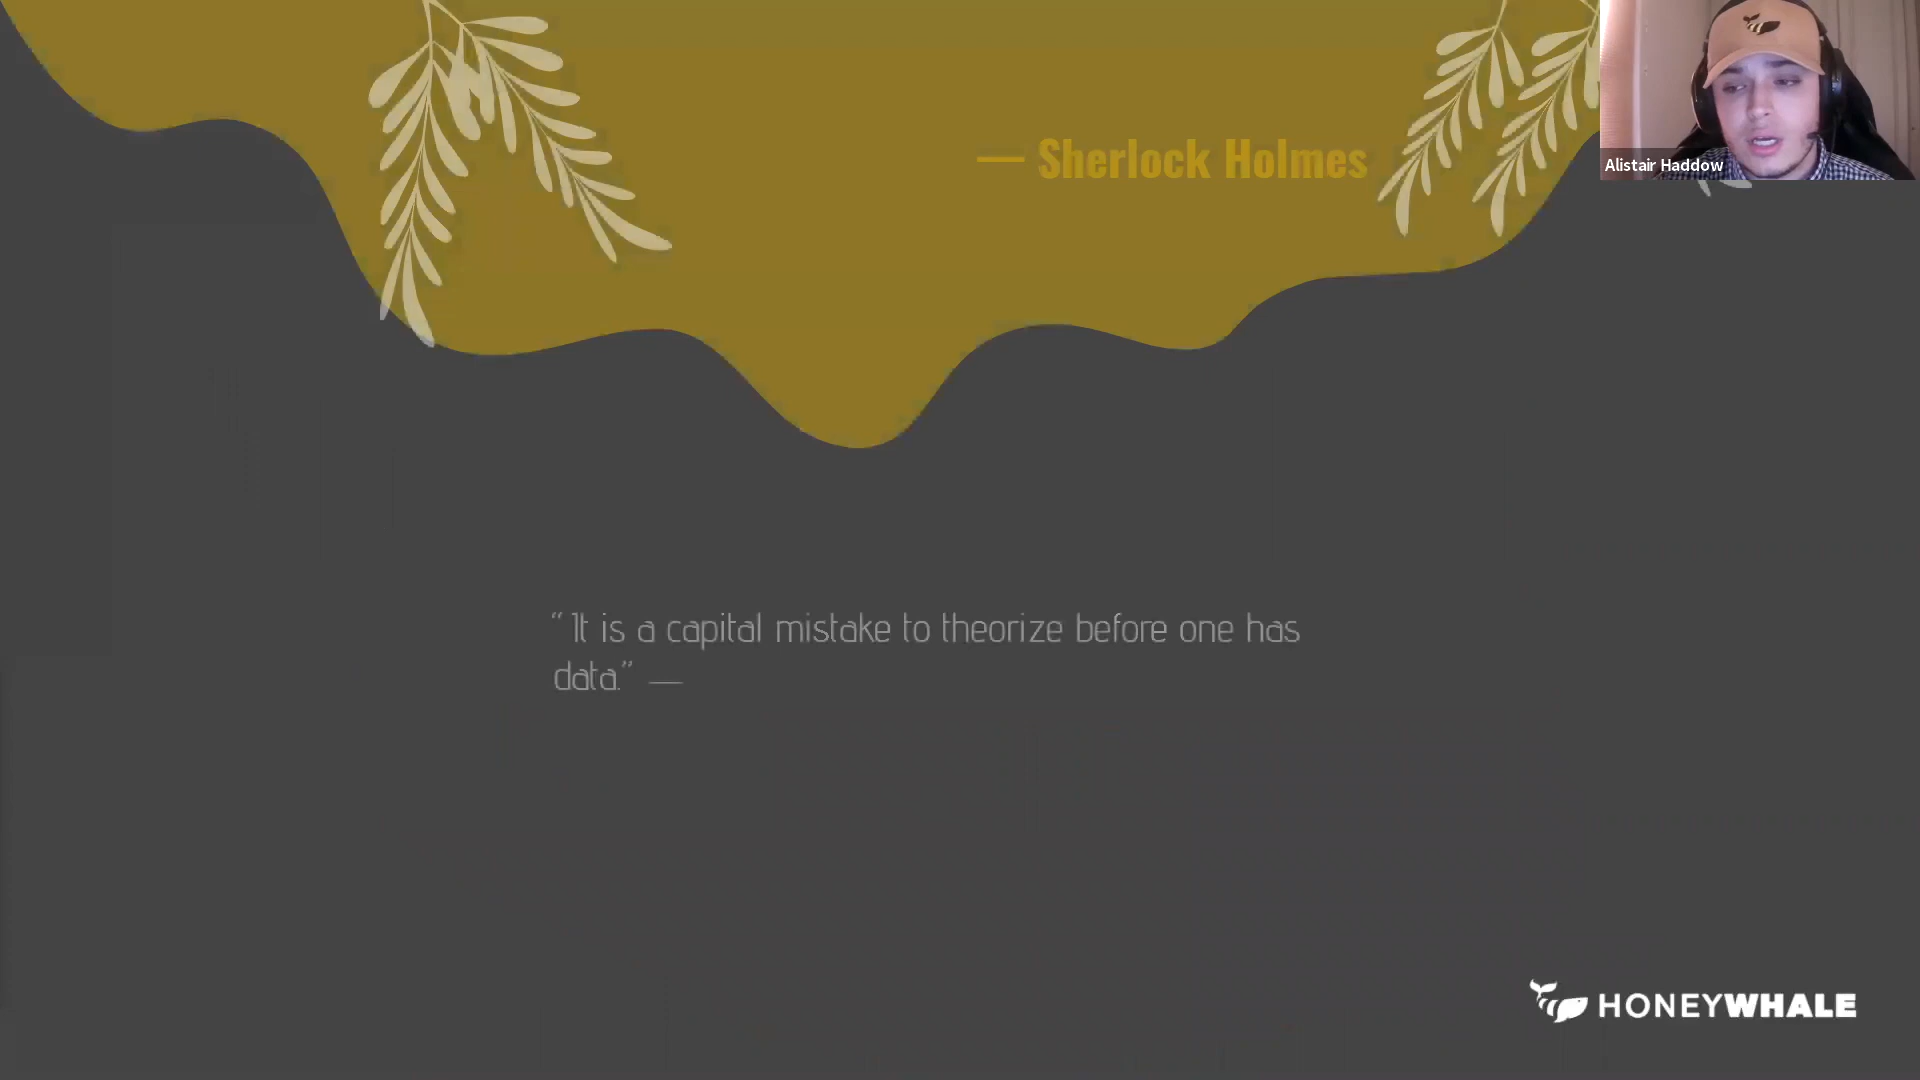 — Sherlock Holmes
Alistair Haddow
“ It is a capital mistake to theorize before one has
data.” —
HONEYWHALE